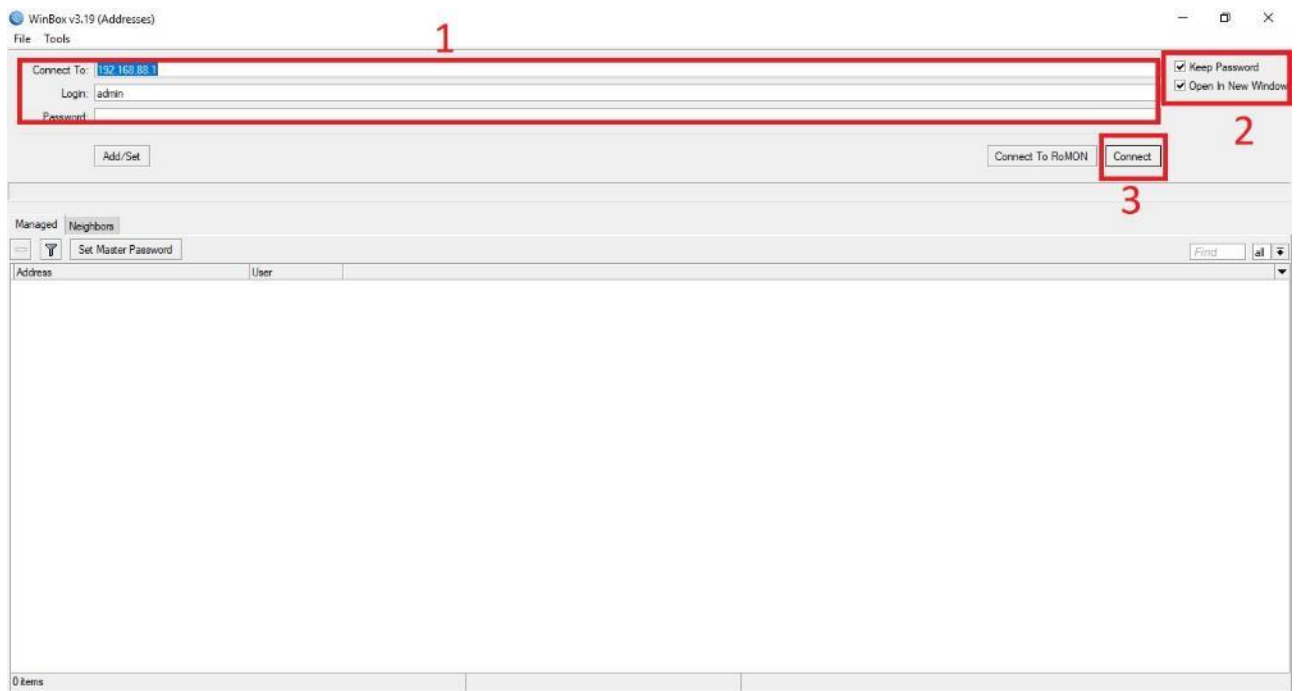 WinBox v3.19 (Addresses)
File Tools
1
Connect To: 192.168.88.1
Keep Password
Login: admin
Open In New Window
Password:
2
Add/Set
Connect To RoMON
Connect
3
Managed Neighbors
Set Master Password
Find
all
Address User
0 items